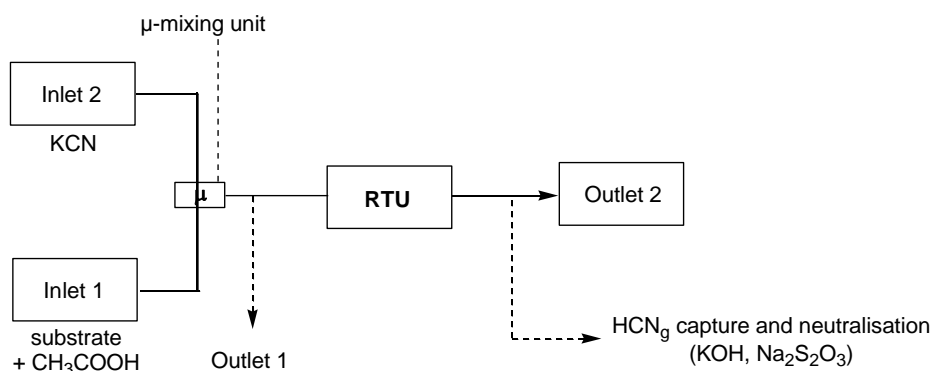 µ-mixing unit
Inlet 2
KCN
µ
RTU
Outlet 2
Inlet 1
substrate
+ CH₃COOH
Outlet 1
HCNg capture and neutralisation
(KOH, Na₂S₂O₃)